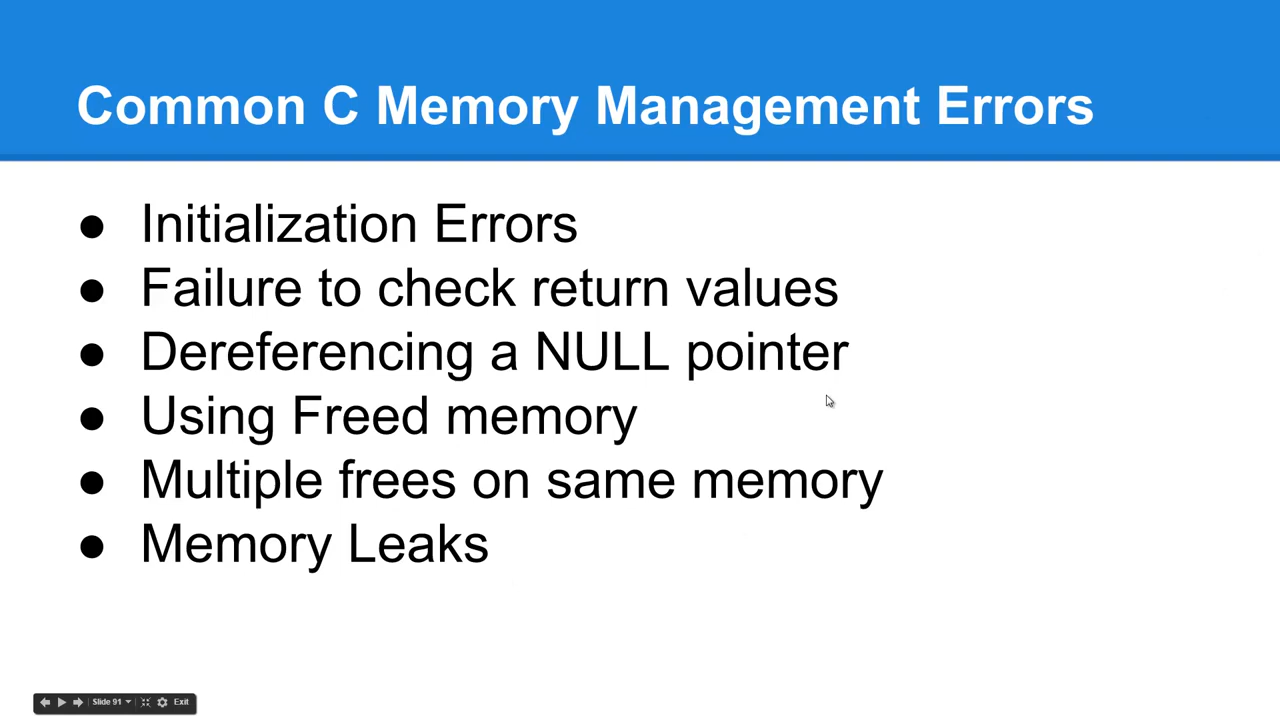 Common C Memory Management Errors
● Initialization Errors
● Failure to check return values
● Dereferencing a NULL pointer
● Using Freed memory
● Multiple frees on same memory
● Memory Leaks
Slide 91 Exit